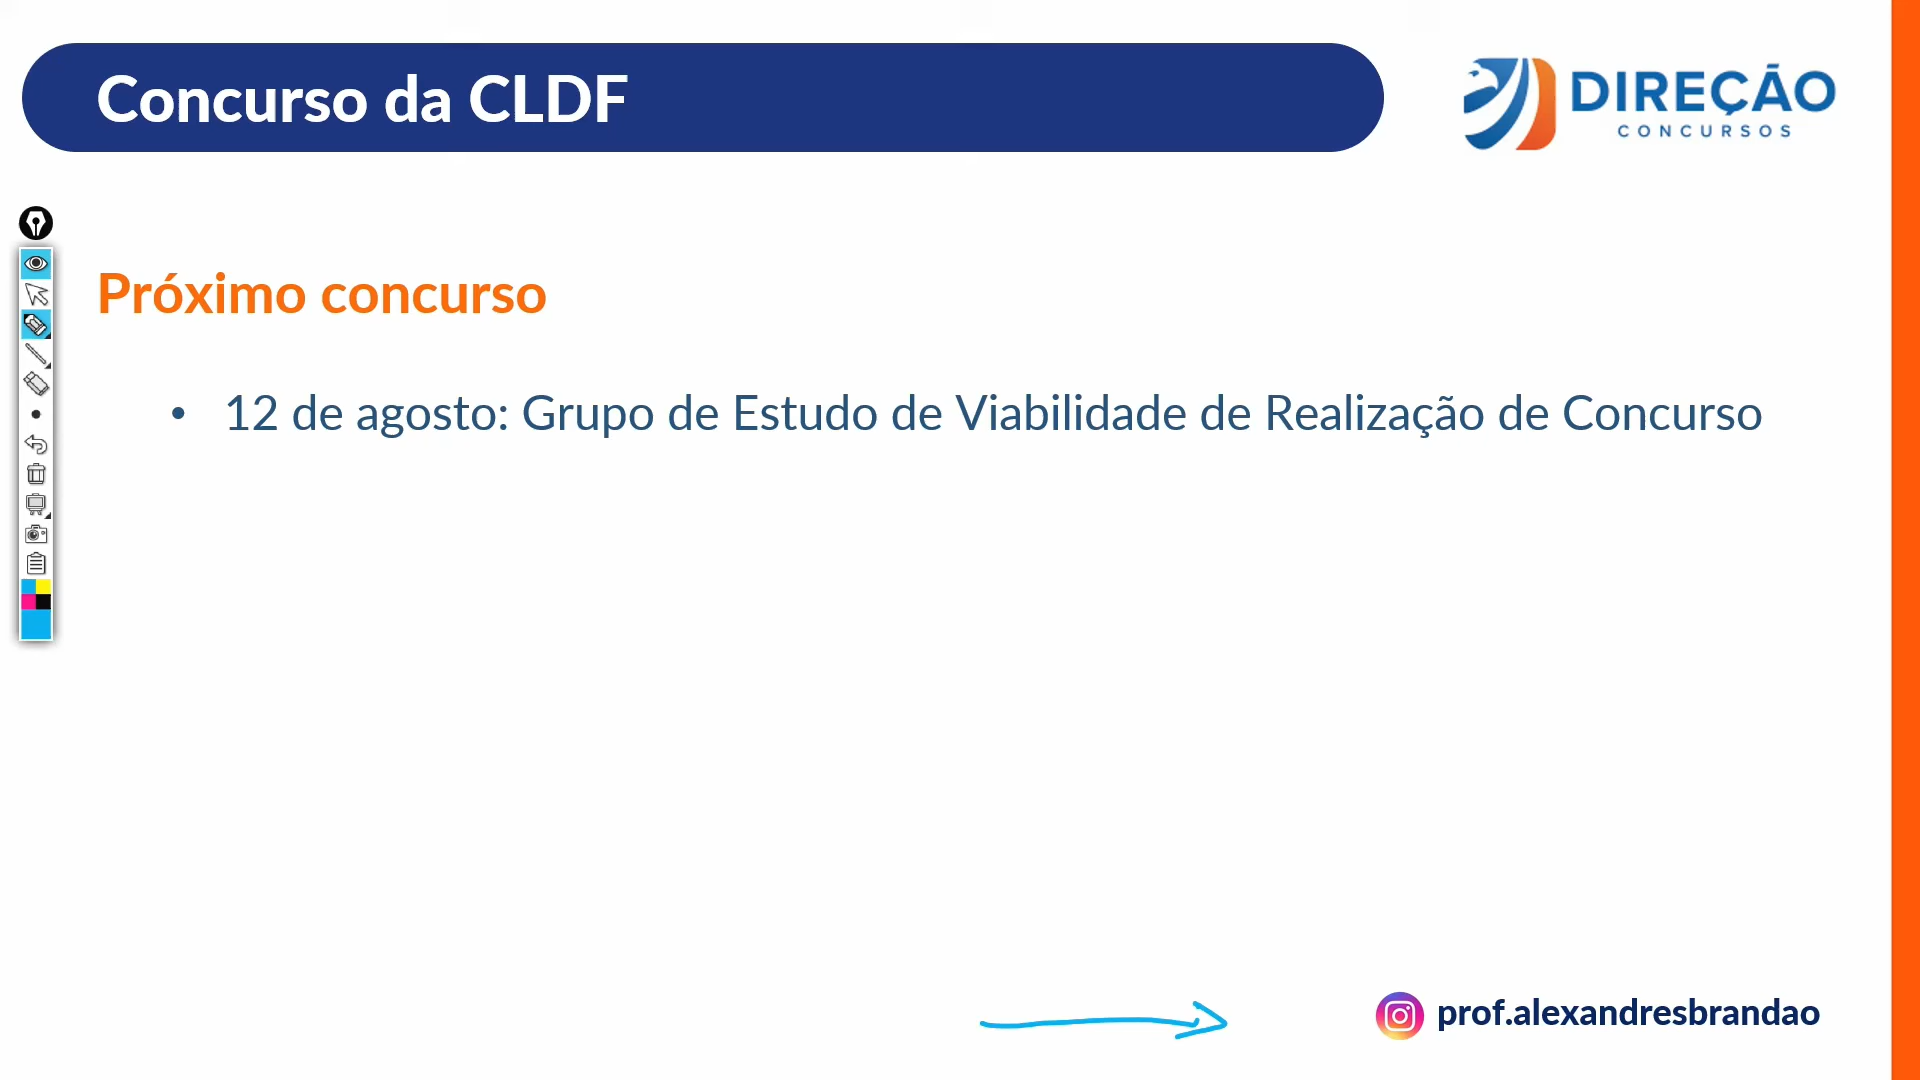 Concurso da CLDF
DIREÇÃO
CONCURSOS
Próximo concurso
• 12 de agosto: Grupo de Estudo de Viabilidade de Realização de Concurso
prof.alexandresbrandao